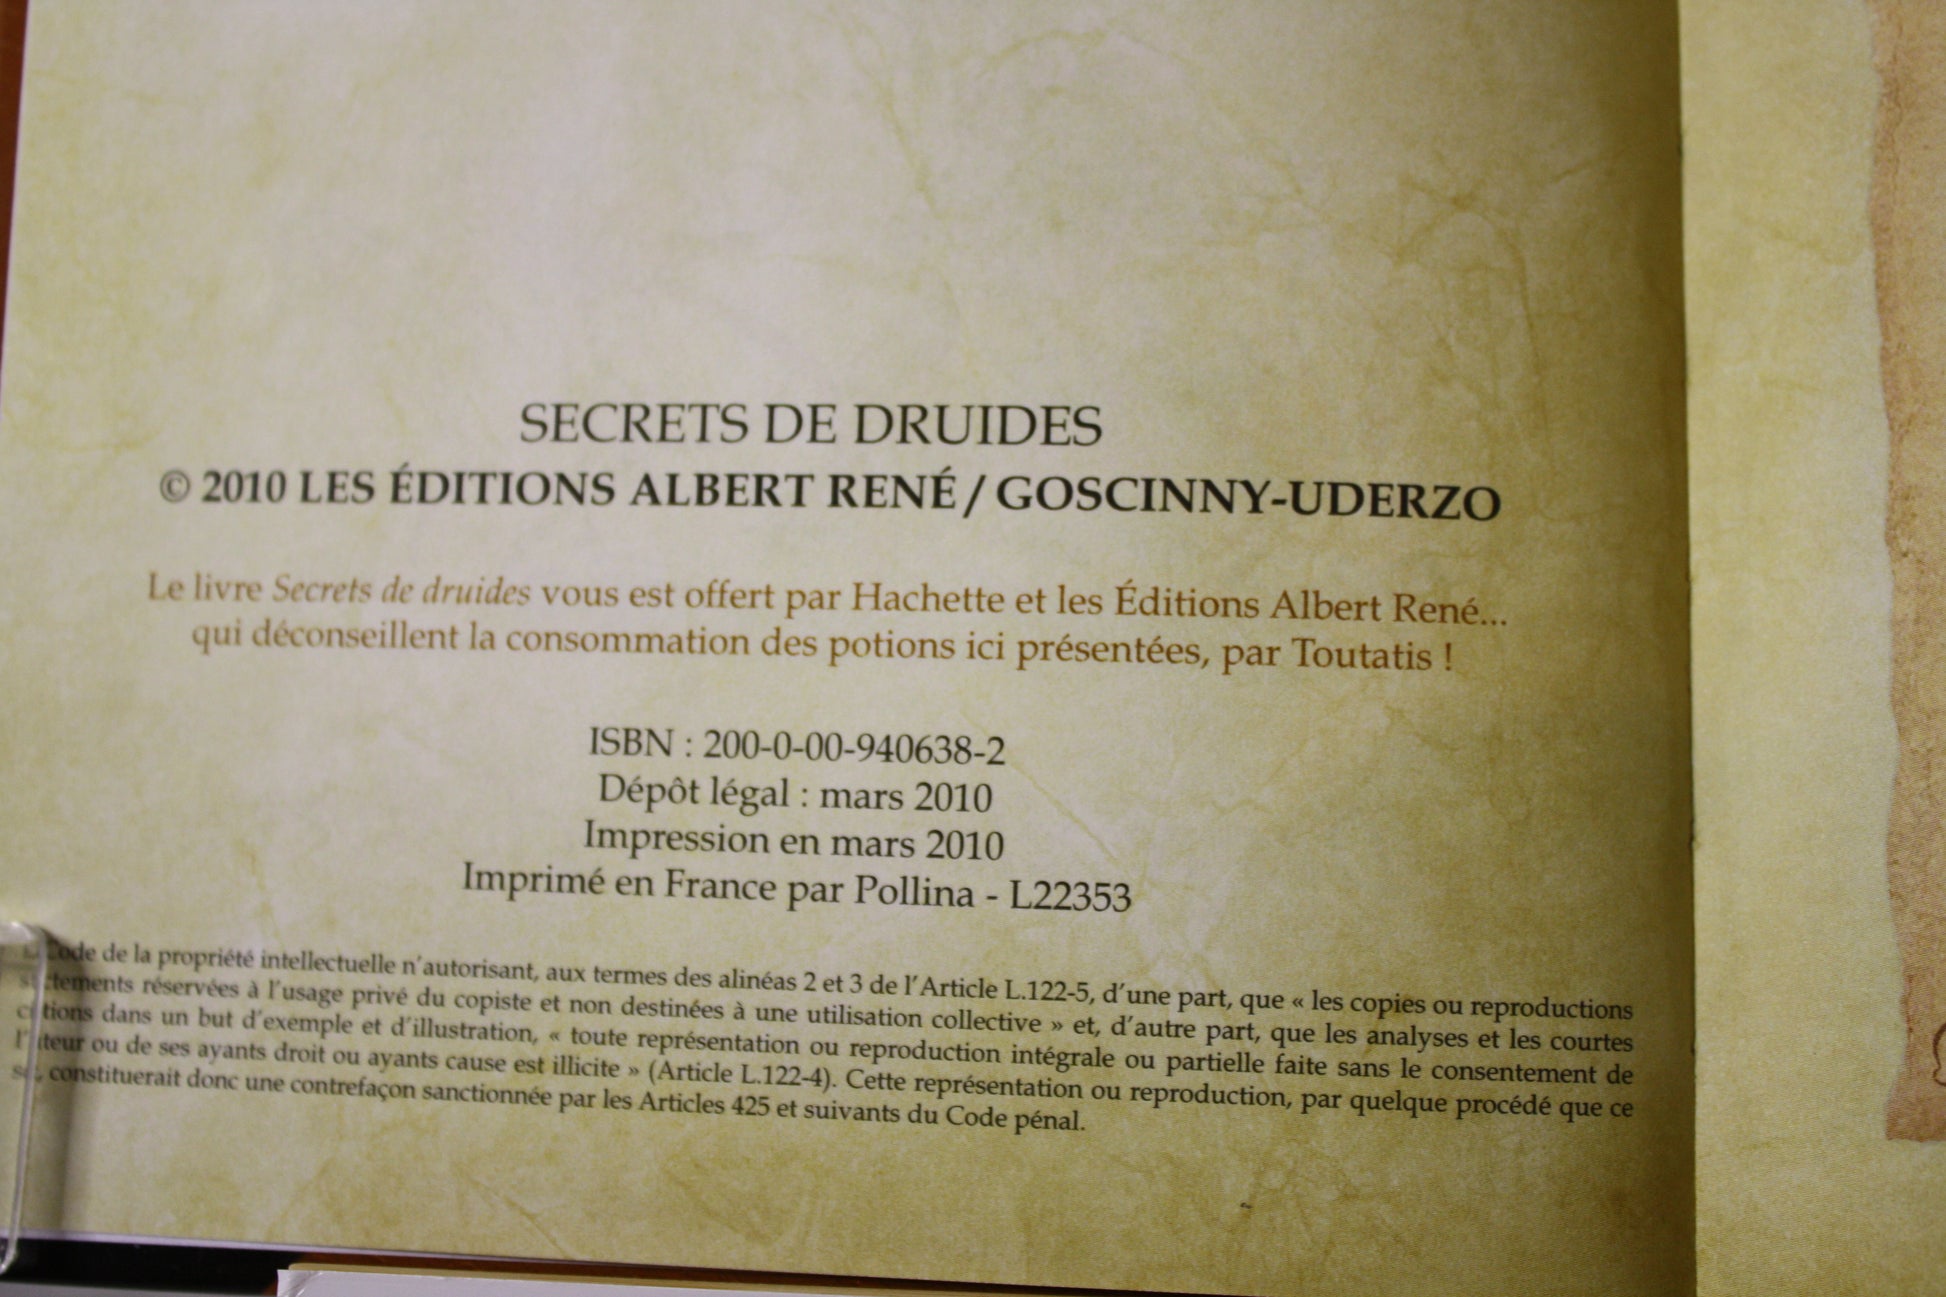 SECRETS DE DRUIDES
© 2010 LES ÉDITIONS ALBERT RENÉ / GOSCINNY-UDERZO
Le livre Secrets de druides vous est offert par Hachette et les Éditions Albert René...
qui déconseillent la consommation des potions ici présentées, par Toutatis !
ISBN : 200-0-00-940638-2
Dépôt légal : mars 2010
Impression en mars 2010
Imprimé en France par Pollina - L22353
Code de la propriété intellectuelle n'autorisant, aux termes des alinéas 2 et 3 de l'Article L.122-5, d'une part, que « les copies ou reproductions
réservées à l'usage privé du copiste et non destinées à une utilisation collective » et, d'autre part, que les analyses et les courtes
dans un but d'exemple et d'illustration, « toute représentation ou reproduction intégrale ou partielle faite sans le consentement de
ou de ses ayants droit ou ayants cause est illicite » (Article L.122-4). Cette représentation ou reproduction, par quelque procédé que ce
constituerait donc une contrefaçon sanctionnée par les Articles 425 et suivants du Code pénal.